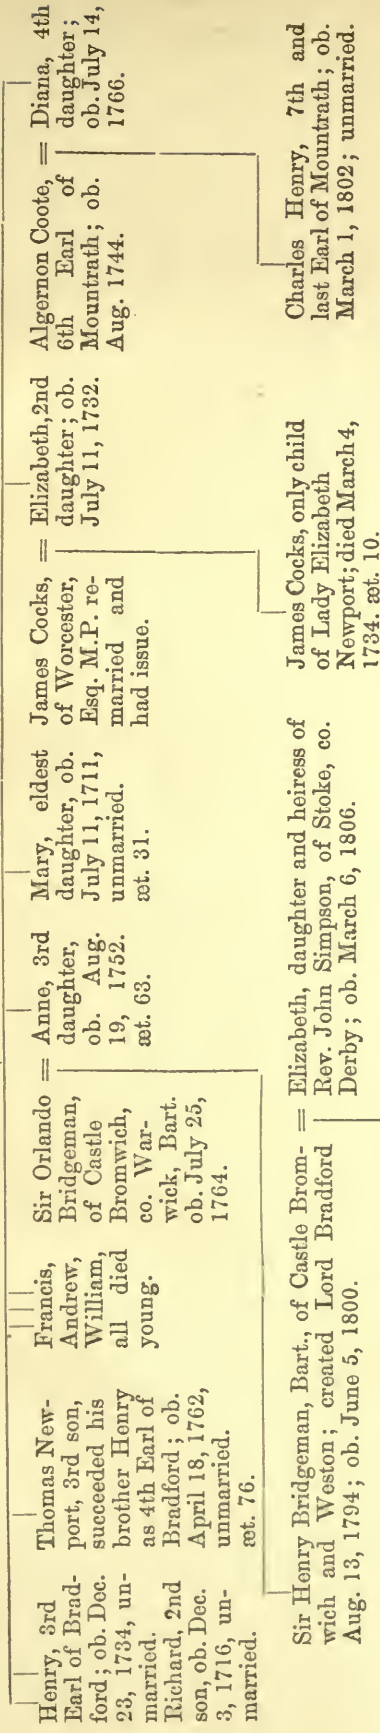 Henry, 3rd
Earl of Brad-
ford; ob. Dec.
23, 1734, un-
married.
Richard, 2nd
son, ob. Dec.
3, 1716, un-
married.
Thomas New-
port, 3rd son,
succeeded his
brother Henry
as 4th Earl of
Bradford; ob.
April 18, 1762,
unmarried.
æt. 76.
Francis,
Andrew,
William,
all died
young.
Sir Orlando
Bridgeman,
of Castle
Bromwich,
co. War-
wick, Bart.
ob. July 25,
1764.
= Anne, 3rd
daughter,
ob. Aug.
19, 1752.
æt. 63.
Mary, eldest
daughter, ob.
July 11, 1711,
unmarried.
æt. 31.
James Cocks,
of Worcester,
Esq. M.P. re-
married and
had issue.
= Elizabeth, 2nd
daughter; ob.
July 11, 1732.
Algernon Coote,
6th Earl of
Mountrath; ob.
Aug. 1744.
= Diana, 4th
daughter;
ob. July 14,
1766.
Sir Henry Bridgeman, Bart., of Castle Brom-
wich and Weston; created Lord Bradford
Aug. 13, 1794; ob. June 5, 1800.
= Elizabeth, daughter and heiress of
Rev. John Simpson, of Stoke, co.
Derby; ob. March 6, 1806.
James Cocks, only child
of Lady Elizabeth
Newport; died March 4,
1734. æt. 10.
Charles Henry, 7th and
last Earl of Mountrath; ob.
March 1, 1802; unmarried.